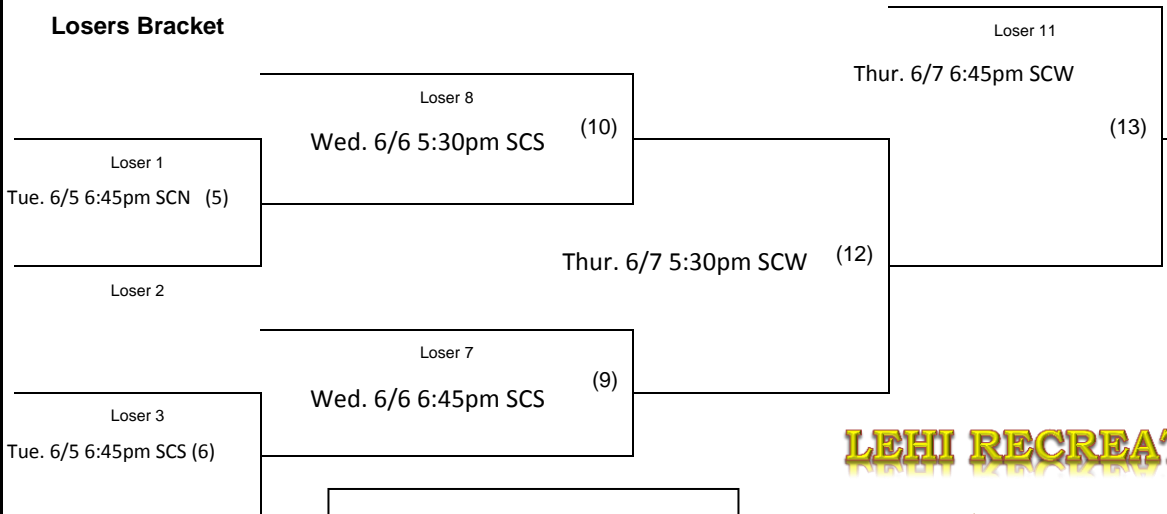 Losers Bracket
Loser 11
Thur. 6/7 6:45pm SCW
(13)
Loser 8
Wed. 6/6 5:30pm SCS (10)
Loser 1
Tue. 6/5 6:45pm SCN (5)
Thur. 6/7 5:30pm SCW (12)
Loser 2
Loser 7
Wed. 6/6 6:45pm SCS (9)
Loser 3
Tue. 6/5 6:45pm SCS (6)
LEHI RECREA